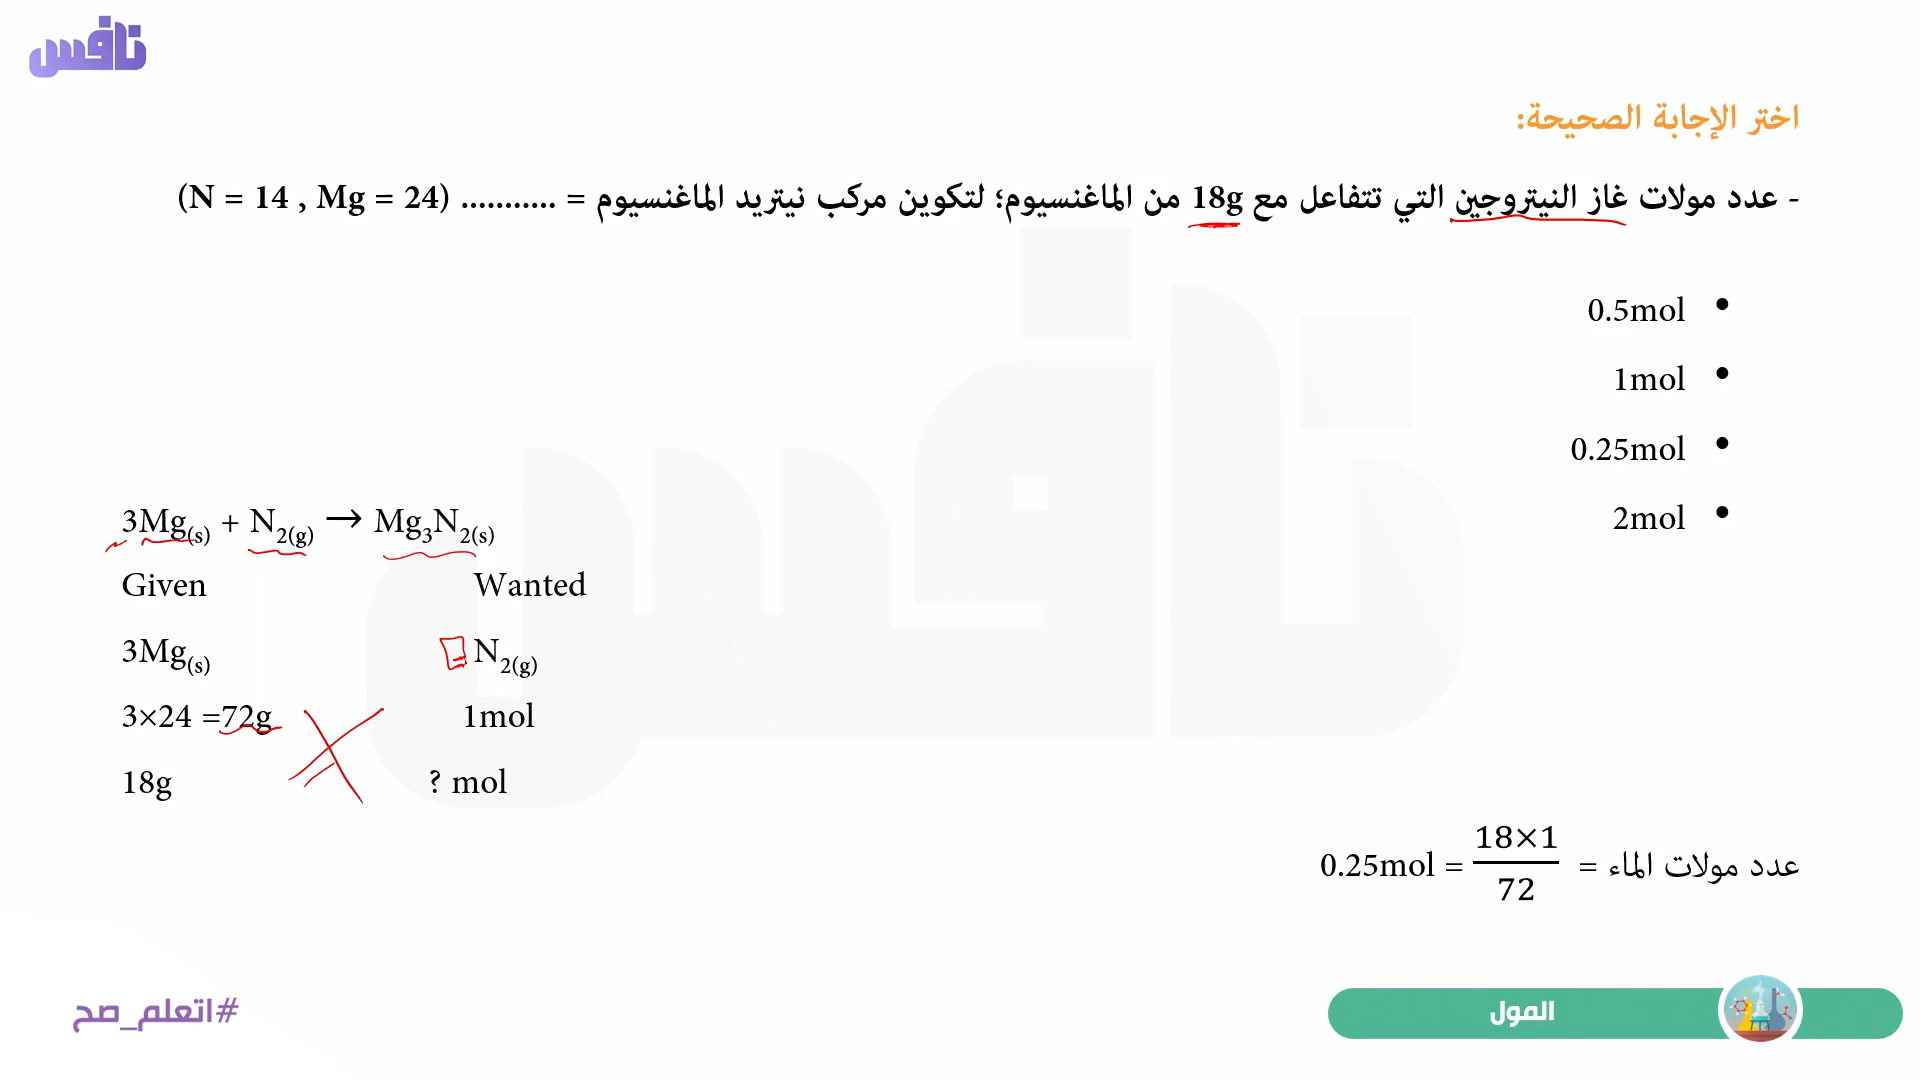 نافس
اختر الإجابة الصحيحة:
- عدد مولات غاز النيتروجين التي تتفاعل مع 18g من الماغنسيوم؛ لتكوين مركب نيتريد الماغنسيوم = ........... (N = 14 , Mg = 24)
• 0.5mol
• 1mol
• 0.25mol
• 2mol
3Mg(s) + N2(g) → Mg3N2(s)
Given Wanted
3Mg(s) N2(g)
3×24 =72g 1mol
18g ? mol
عدد مولات الماء = 18×1/72 = 0.25mol
#اتعلم_صح
المول